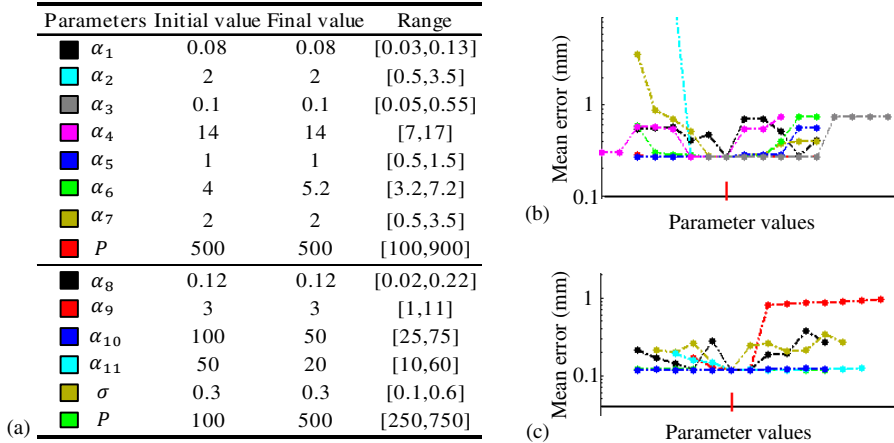 Parameters Initial value Final value Range
α1 0.08 0.08 [0.03,0.13]
α2 2 2 [0.5,3.5]
α3 0.1 0.1 [0.05,0.55]
α4 14 14 [7,17]
α5 1 1 [0.5,1.5]
α6 4 5.2 [3.2,7.2]
α7 2 2 [0.5,3.5]
P 500 500 [100,900]
α8 0.12 0.12 [0.02,0.22]
α9 3 3 [1,11]
α10 100 50 [25,75]
α11 50 20 [10,60]
σ 0.3 0.3 [0.1,0.6]
P 100 500 [250,750]
(a)
Mean error (mm)
1
0.1
Parameter values
(b)
Mean error (mm)
1
0.1
Parameter values
(c)